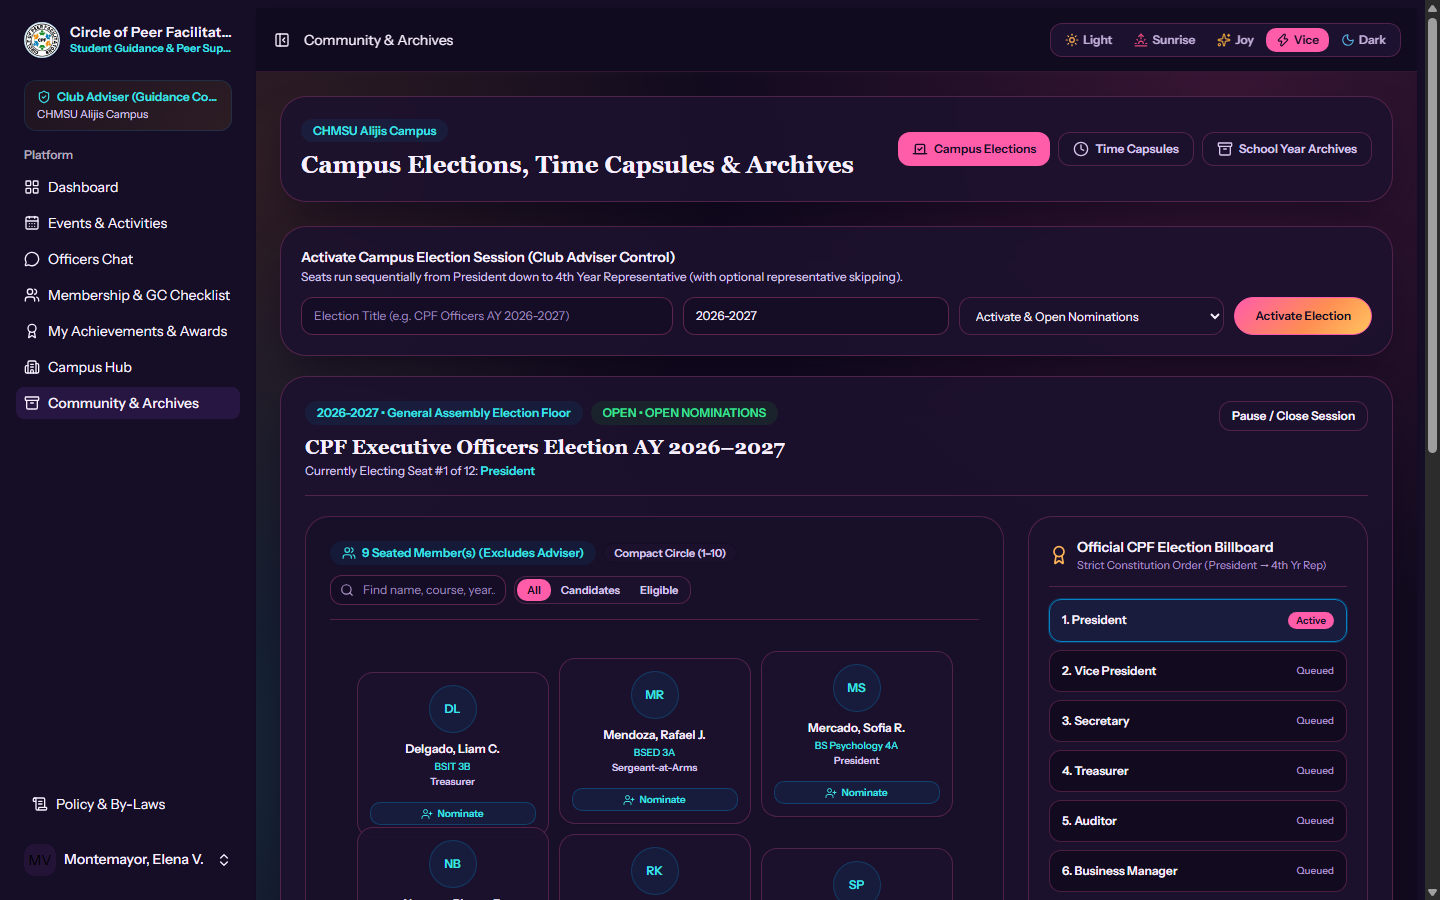 Circle of Peer Facilitat...
Student Guidance & Peer Sup...
Club Adviser (Guidance Co...
CHMSU Alijis Campus
Platform
Dashboard
Events & Activities
Officers Chat
Membership & GC Checklist
My Achievements & Awards
Campus Hub
Community & Archives
Policy & By-Laws
MV
Montemayor, Elena V.
Community & Archives
Light
Sunrise
Joy
Vice
Dark
CHMSU Alijis Campus
Campus Elections, Time Capsules & Archives
Campus Elections
Time Capsules
School Year Archives
Activate Campus Election Session (Club Adviser Control)
Seats run sequentially from President down to 4th Year Representative (with optional representative skipping).
Election Title (e.g. CPF Officers AY 2026-2027)
2026-2027
Activate & Open Nominations
Activate Election
2026-2027 • General Assembly Election Floor
OPEN • OPEN NOMINATIONS
Pause / Close Session
CPF Executive Officers Election AY 2026–2027
Currently Electing Seat #1 of 12: President
9 Seated Member(s) (Excludes Adviser)
Compact Circle (1-10)
Find name, course, year..
All
Candidates
Eligible
DL
Delgado, Liam C.
BSIT 3B
Treasurer
Nominate
MR
Mendoza, Rafael J.
BSED 3A
Sergeant-at-Arms
Nominate
MS
Mercado, Sofia R.
BS Psychology 4A
President
Nominate
NB
RK
SP
Official CPF Election Billboard
Strict Constitution Order (President → 4th Yr Rep)
1. President
Active
2. Vice President
Queued
3. Secretary
Queued
4. Treasurer
Queued
5. Auditor
Queued
6. Business Manager
Queued